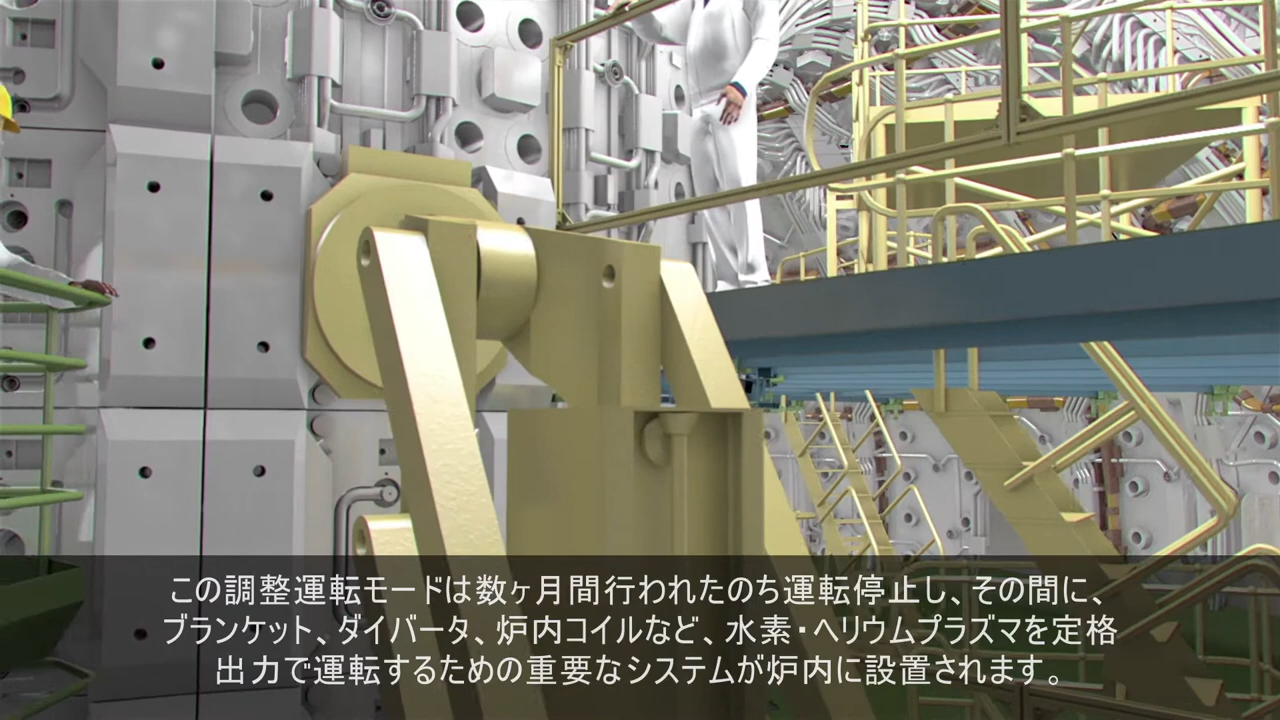 この調整運転モードは数ヶ月間行われたのち運転停止し、その間に、
ブランケット、ダイバータ、炉内コイルなど、水素・ヘリウムプラズマを定格
出力で運転するための重要なシステムが炉内に設置されます。